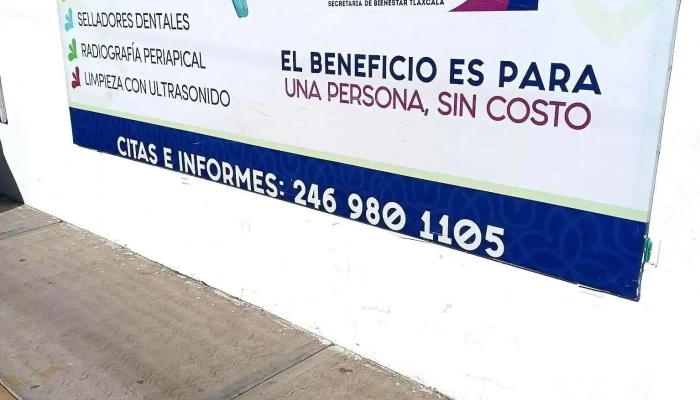 SELLADORES DENTALES
RADIOGRAFÍA PERIAPICAL
LIMPIEZA CON ULTRASONIDO
SECRETARÍA DE BIENESTAR TLAXCALA
EL BENEFICIO ES PARA
UNA PERSONA, SIN COSTO
CITAS E INFORMES: 246 980 1105